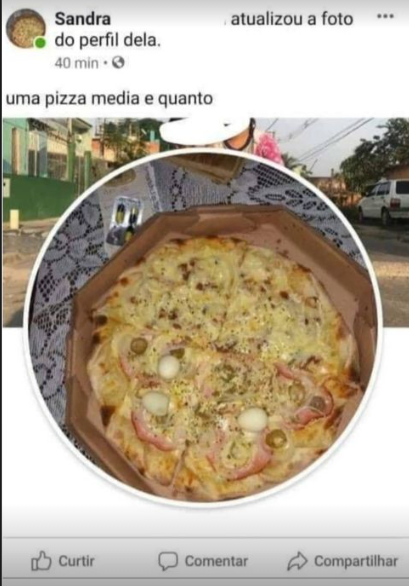 Sandra atualizou a foto
do perfil dela.
40 min
uma pizza media e quanto
Curtir Comentar Compartilhar